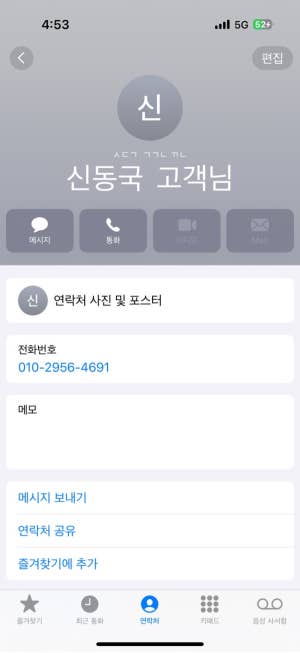 4:53
5G
52
편집
신
ㅅㄷㄱ ㄱㄱㄴ ㄲㄴ
신동국 고객님
메시지
통화
Mail
신
연락처 사진 및 포스터
전화번호
010-2956-4691
메모
메시지 보내기
연락처 공유
즐겨찾기에 추가
즐겨찾기
최근 통화
연락처
키패드
음성 사서함